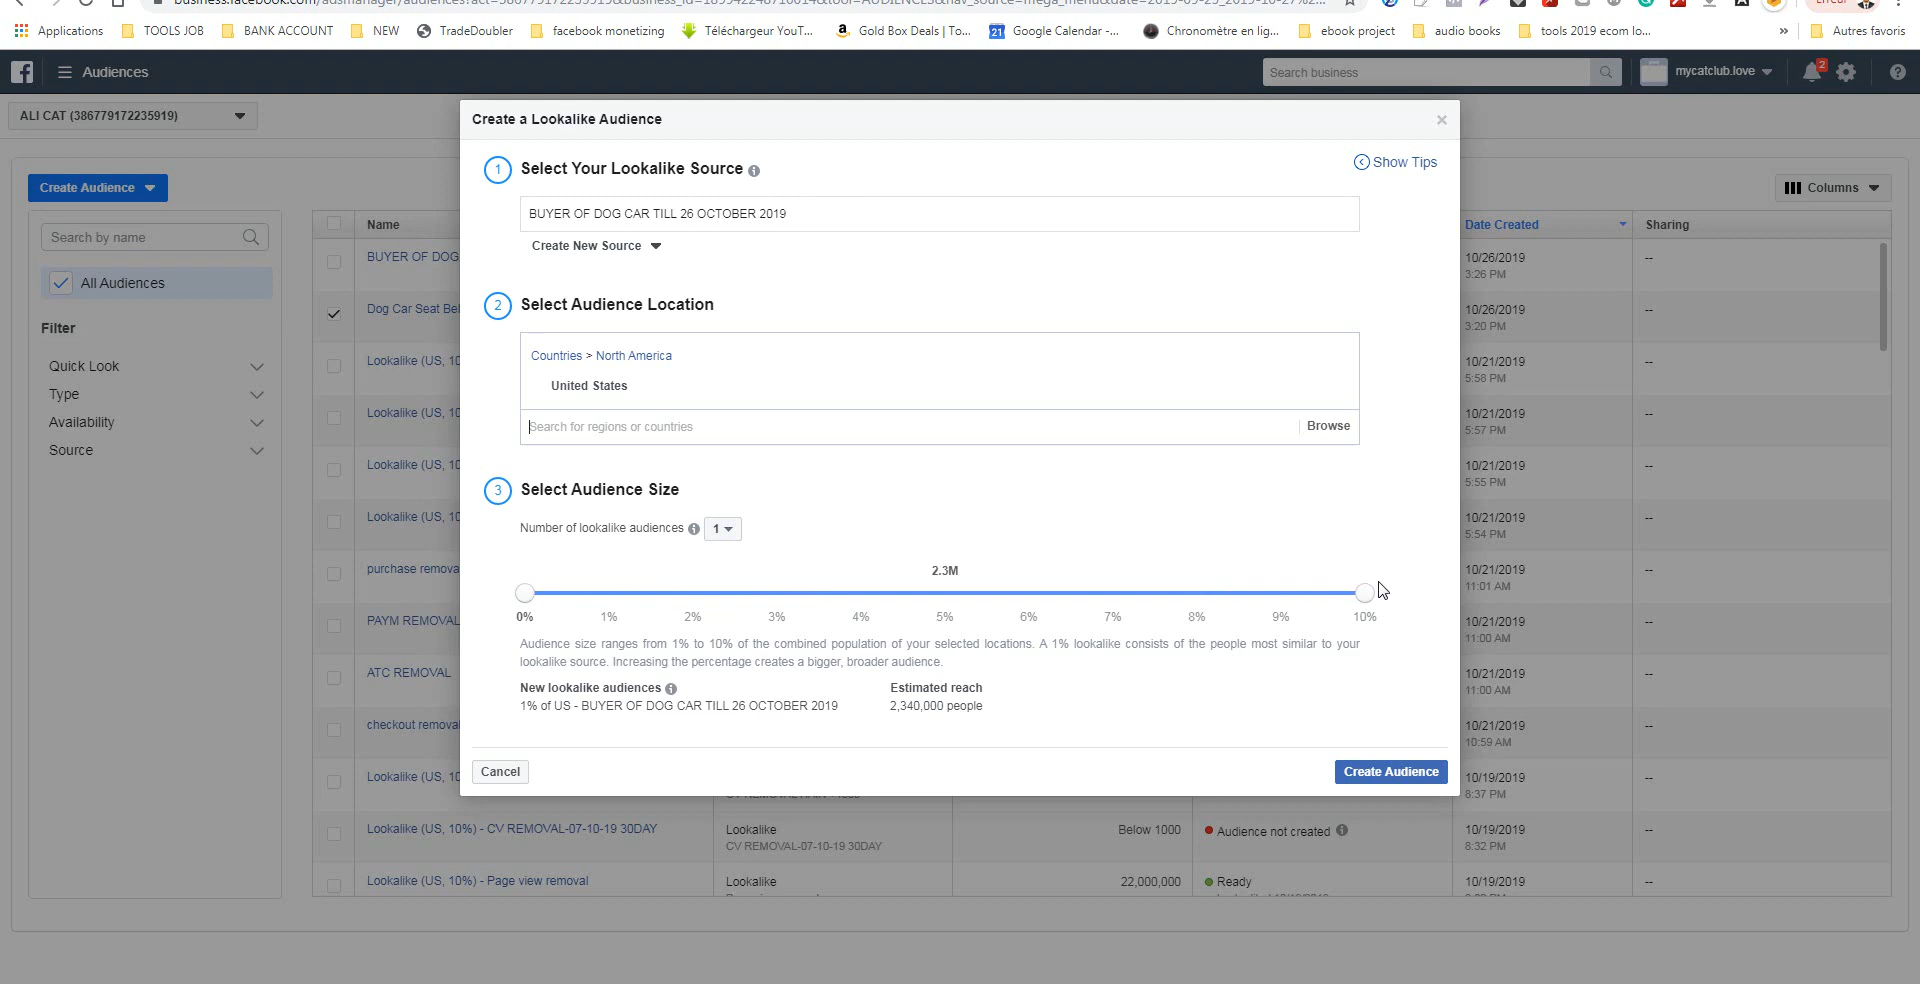 Applications
TOOLS JOB
BANK ACCOUNT
NEW
TradeDoubler
facebook monetizing
Téléchargeur YouT...
Gold Box Deals | To...
Google Calendar -...
Chronomètre en lig...
ebook project
audio books
tools 2019 ecom lo...
»
Autres favoris
Audiences
Search business
mycatclub.love
2
ALI CAT (386779172235919)
Create a Lookalike Audience
×
Create Audience
Columns
1 Select Your Lookalike Source
Show Tips
BUYER OF DOG CAR TILL 26 OCTOBER 2019
Create New Source
2 Select Audience Location
Countries > North America
United States
Search for regions or countries
Browse
3 Select Audience Size
Number of lookalike audiences 1
2.3M
0% 1% 2% 3% 4% 5% 6% 7% 8% 9% 10%
Audience size ranges from 1% to 10% of the combined population of your selected locations. A 1% lookalike consists of the people most similar to your
lookalike source. Increasing the percentage creates a bigger, broader audience.
New lookalike audiences
Estimated reach
1% of US - BUYER OF DOG CAR TILL 26 OCTOBER 2019
2,340,000 people
Cancel
Create Audience
Search by name
All Audiences
Filter
Quick Look
Type
Availability
Source
Name
Date Created
Sharing
BUYER OF DOG
10/26/2019
--
3:26 PM
Dog Car Seat Bel
10/26/2019
--
3:20 PM
Lookalike (US, 10
10/21/2019
--
5:58 PM
Lookalike (US, 10
10/21/2019
--
5:57 PM
Lookalike (US, 10
10/21/2019
--
5:55 PM
Lookalike (US, 10
10/21/2019
--
5:54 PM
purchase remova
10/21/2019
--
11:01 AM
PAYM REMOVAL
10/21/2019
--
11:00 AM
ATC REMOVAL
10/21/2019
--
11:00 AM
checkout removal
10/21/2019
--
10:59 AM
Lookalike (US, 10
10/19/2019
--
8:37 PM
Lookalike (US, 10%) - CV REMOVAL-07-10-19 30DAY
Lookalike
Below 1000
Audience not created
10/19/2019
--
CV REMOVAL-07-10-19 30DAY
8:32 PM
Lookalike (US, 10%) - Page view removal
Lookalike
22,000,000
Ready
10/19/2019
--